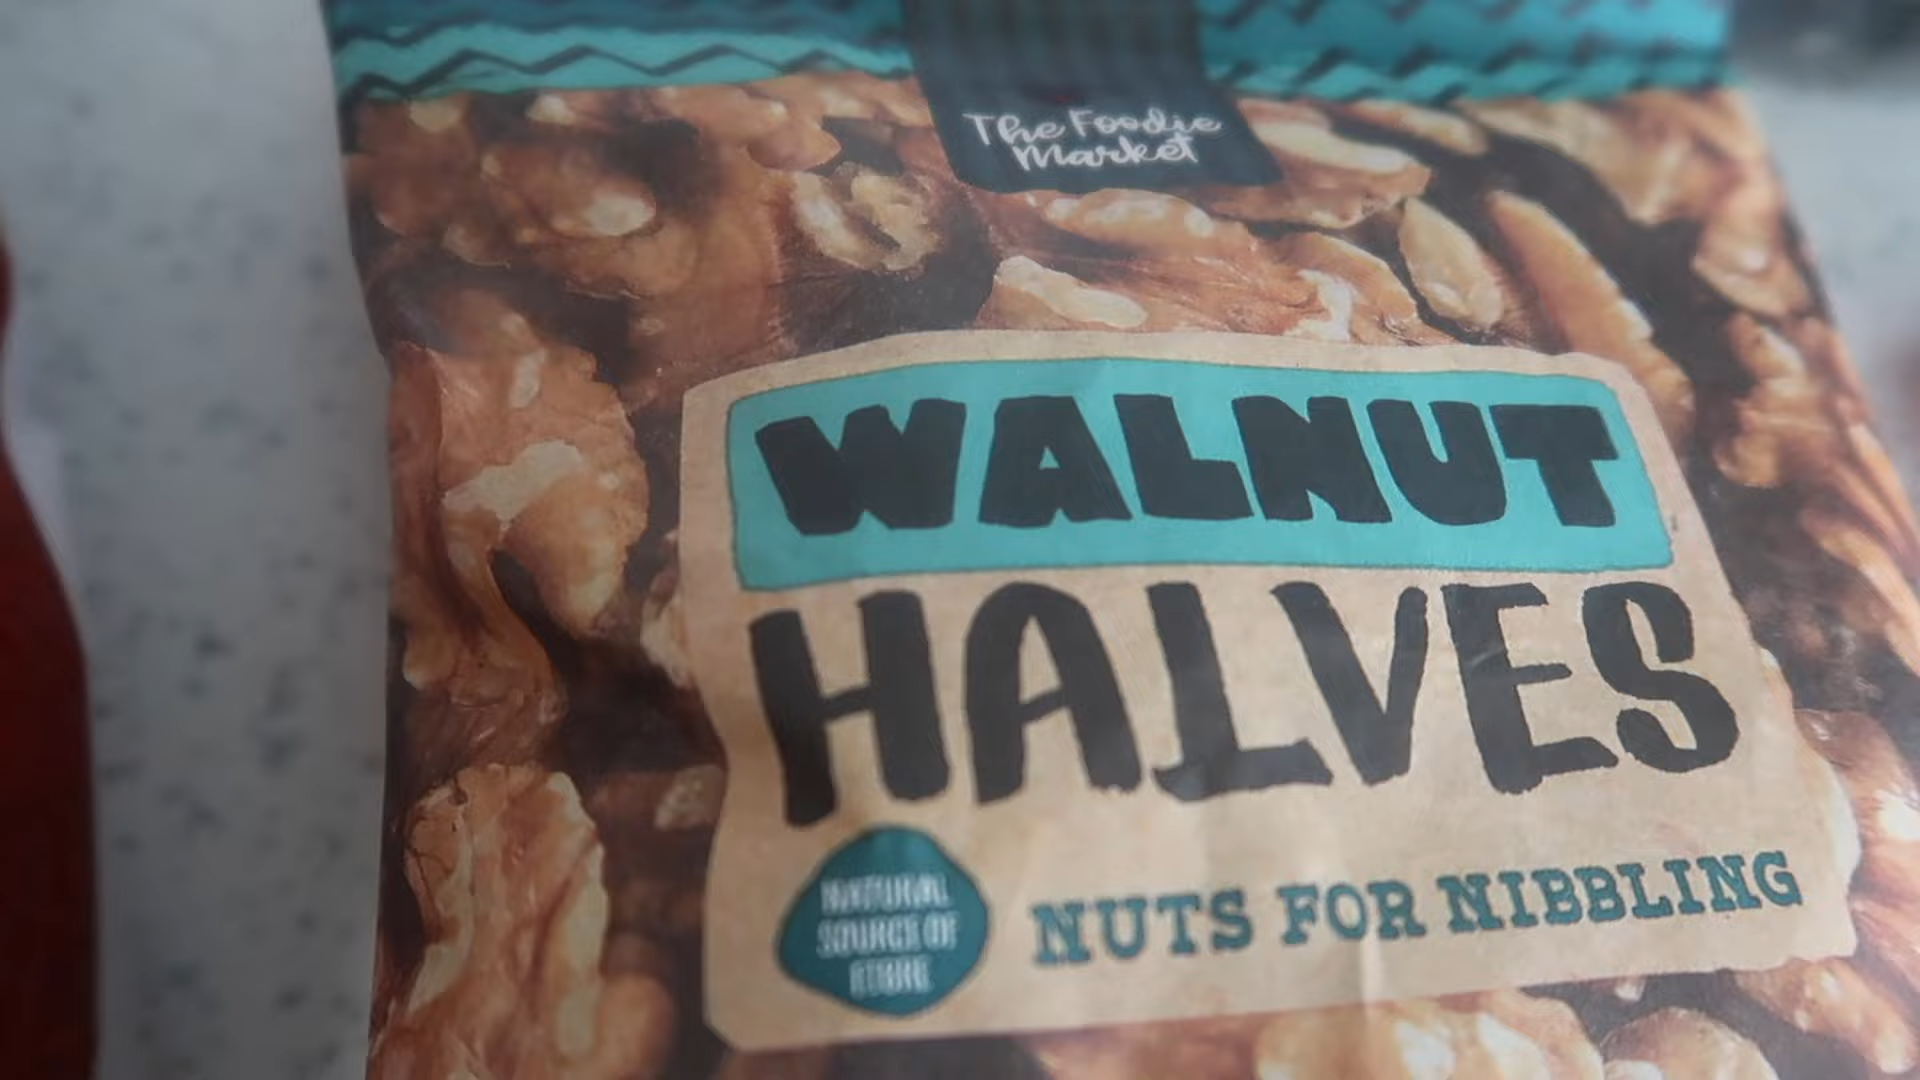 The Foodie
Market
WALNUT
HALVES
NATURAL
SOURCE OF
FIBRE
NUTS FOR NIBBLING